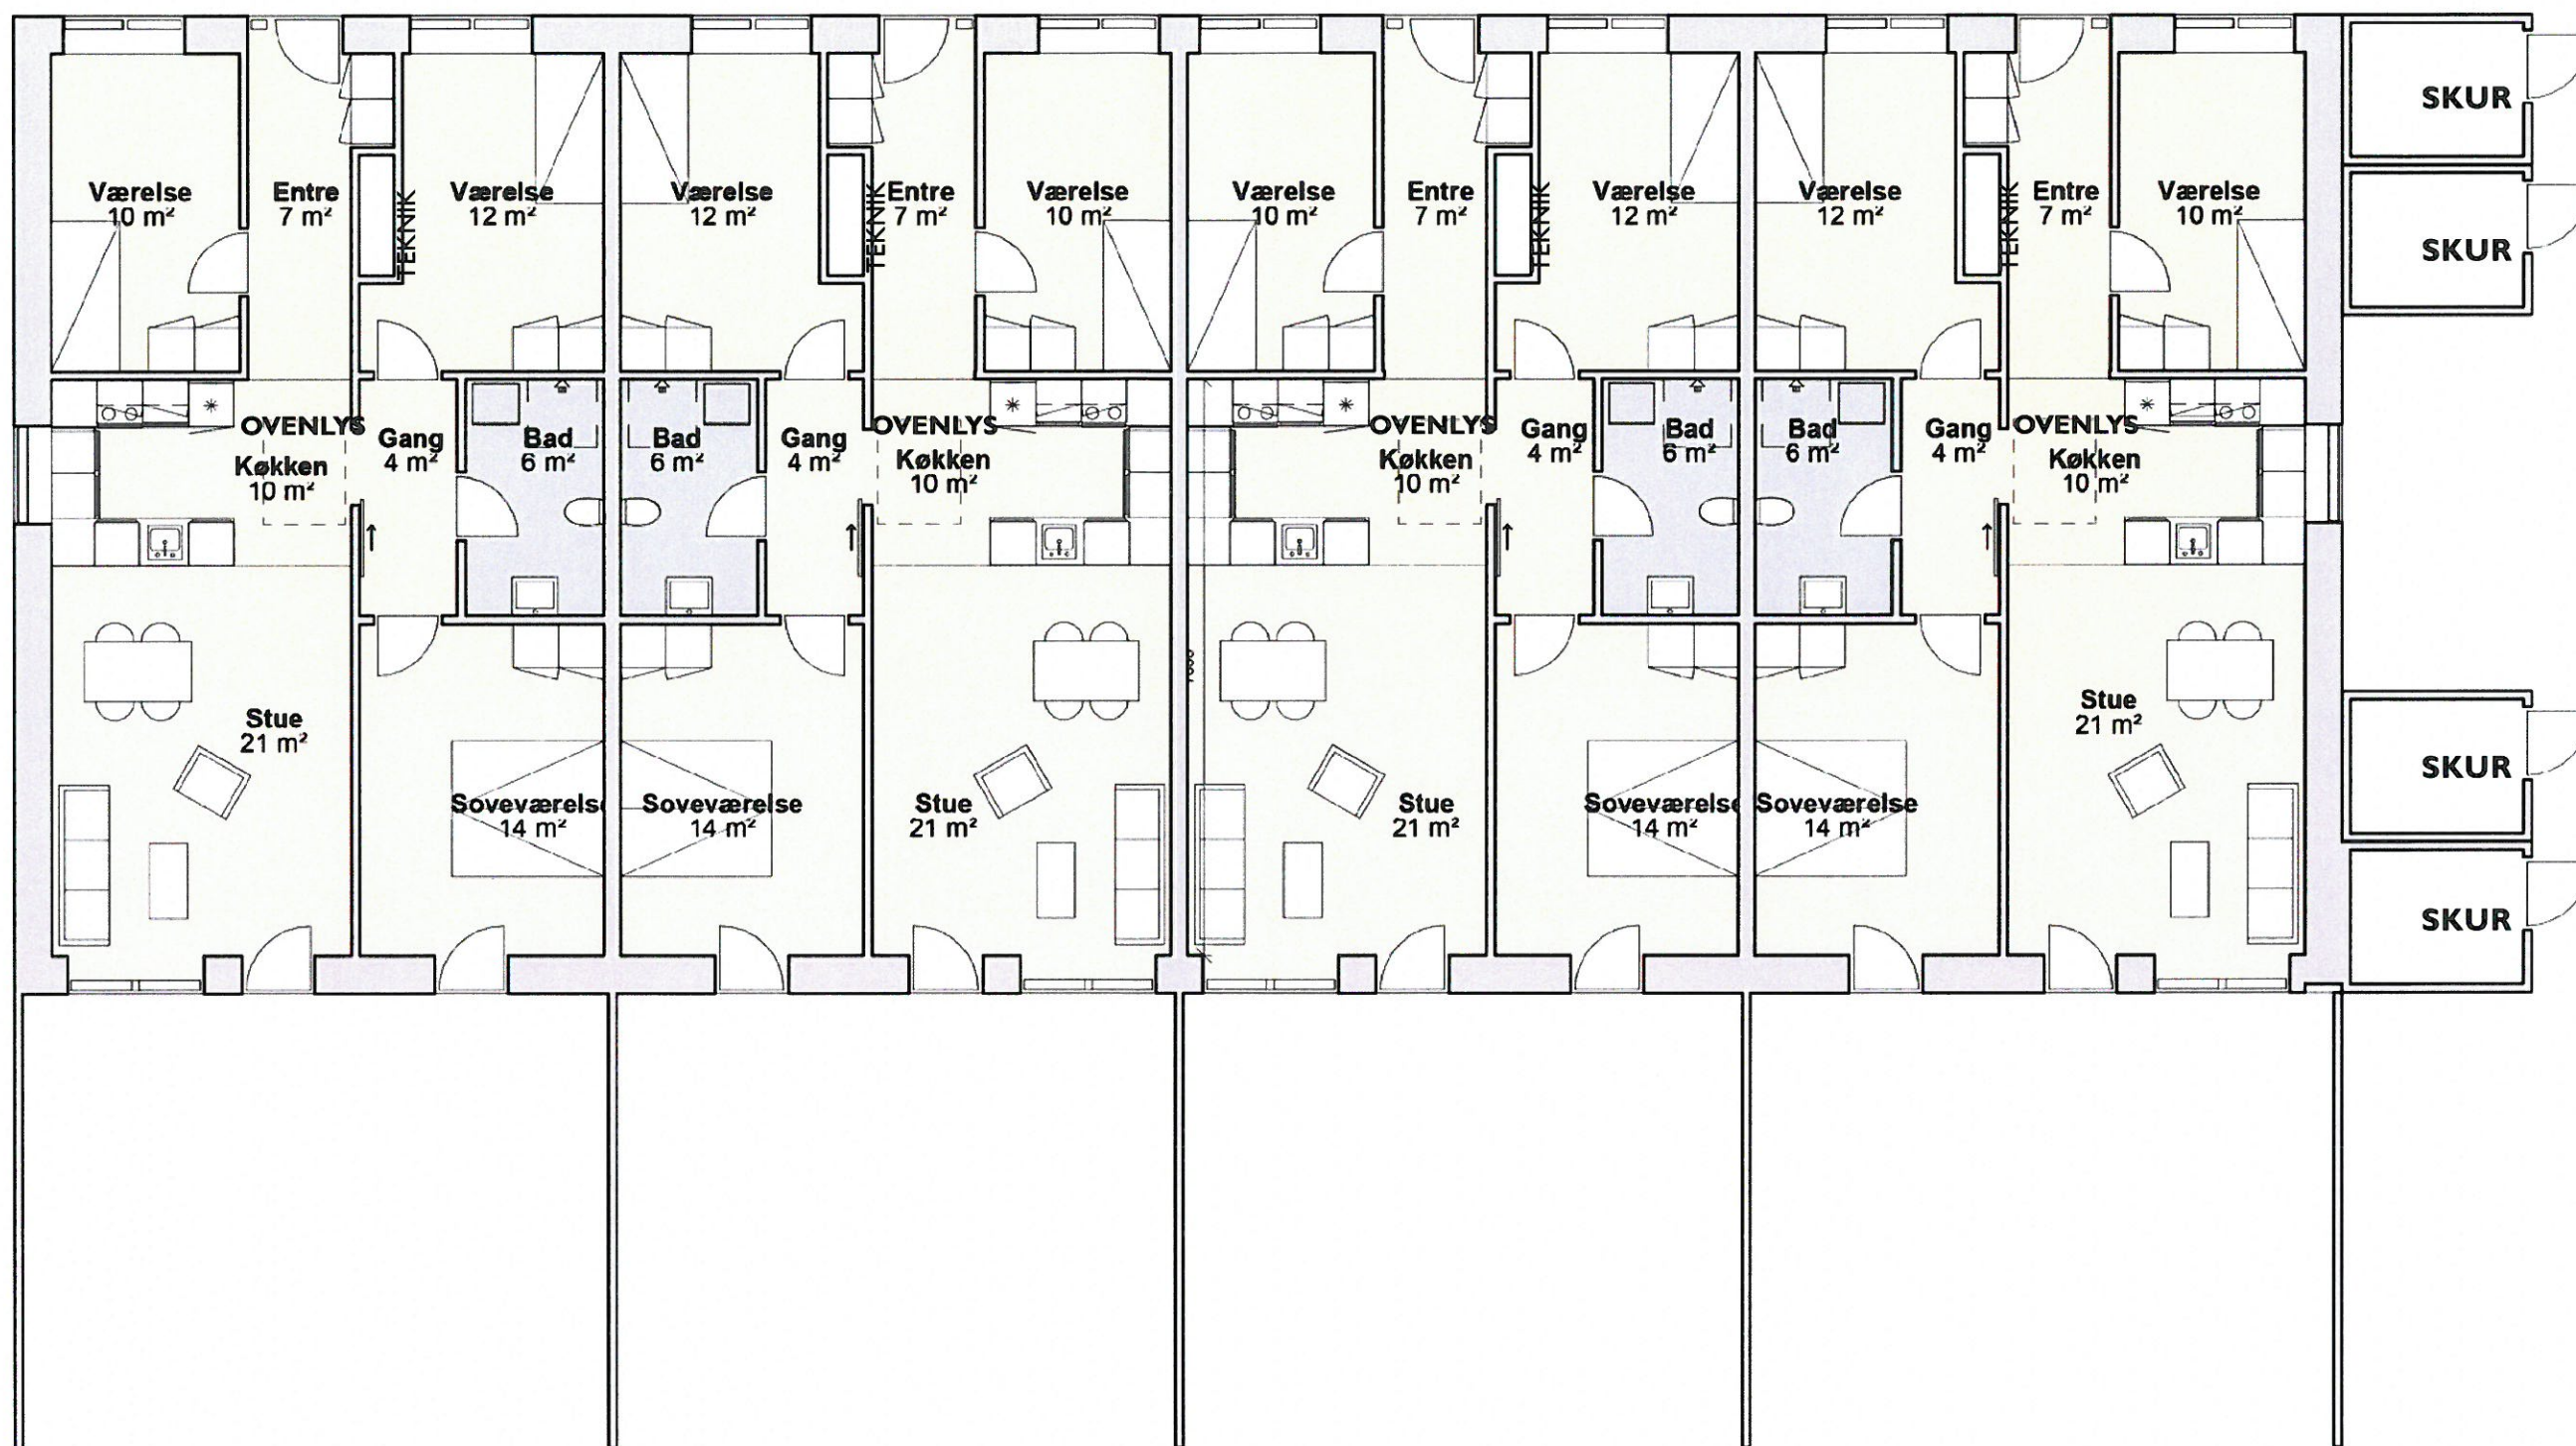 Værelse
10 m²
Entre
7 m²
TEKNIK
Værelse
12 m²
Værelse
12 m²
TEKNIK
Entre
7 m²
Værelse
10 m²
Værelse
10 m²
Entre
7 m²
TEKNIK
Værelse
12 m²
Værelse
12 m²
TEKNIK
Entre
7 m²
Værelse
10 m²
SKUR
SKUR
OVENLYS
Køkken
10 m²
Gang
4 m²
Bad
6 m²
Bad
6 m²
Gang
4 m²
OVENLYS
Køkken
10 m²
OVENLYS
Køkken
10 m²
Gang
4 m²
Bad
6 m²
Bad
6 m²
Gang
4 m²
OVENLYS
Køkken
10 m²
Stue
21 m²
Soveværelse
14 m²
Soveværelse
14 m²
Stue
21 m²
Stue
21 m²
Soveværelse
14 m²
Soveværelse
14 m²
Stue
21 m²
SKUR
SKUR